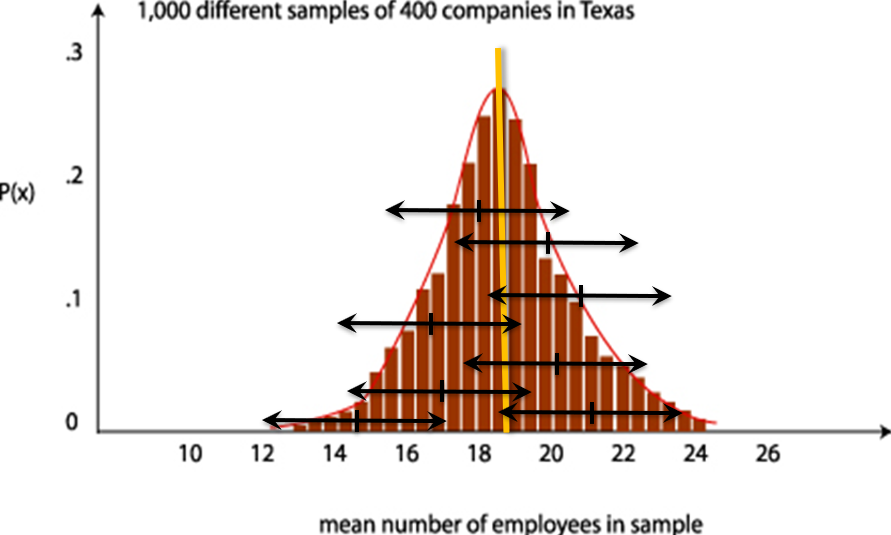 1,000 different samples of 400 companies in Texas
.3
.2
P(x)
.1
0
10 12 14 16 18 20 22 24 26
mean number of employees in sample